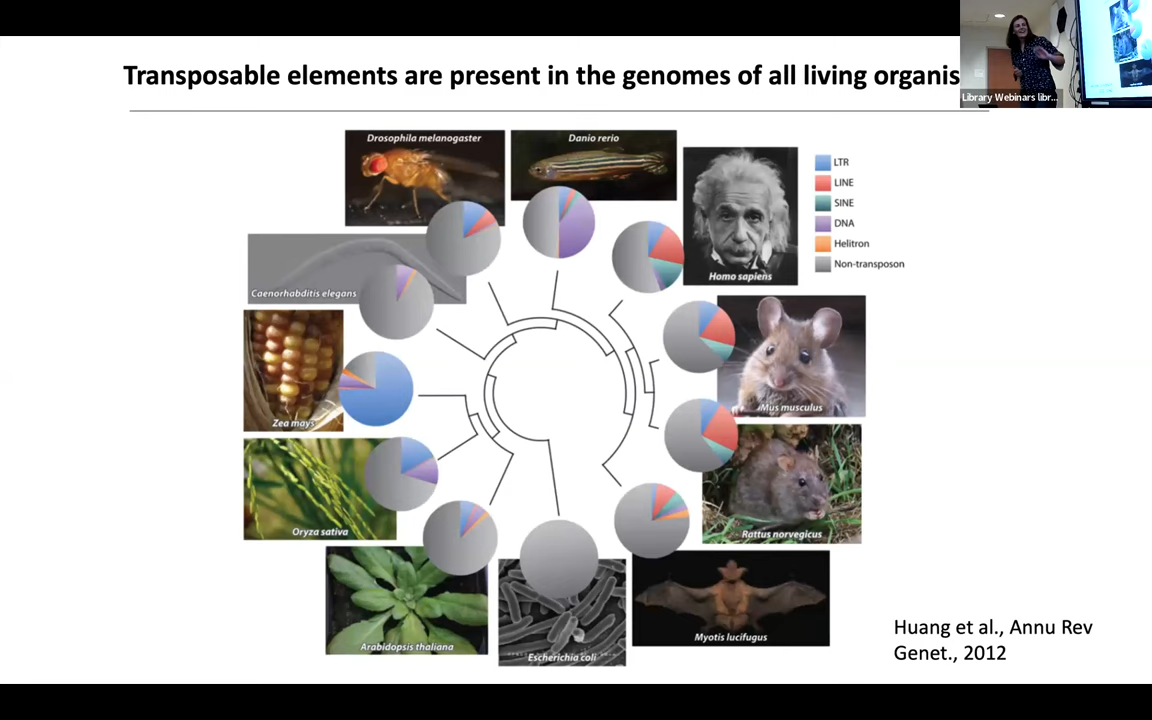 Transposable elements are present in the genomes of all living organis
Library Webinars libr...
Drosophila melanogaster
Danio rerio
Homo sapiens
LTR
LINE
SINE
DNA
Helitron
Non-transposon
Caenorhabditis elegans
Mus musculus
Zea mays
Rattus norvegicus
Oryza sativa
Myotis lucifugus
Arabidopsis thaliana
Escherichia coli
Huang et al., Annu Rev
Genet., 2012